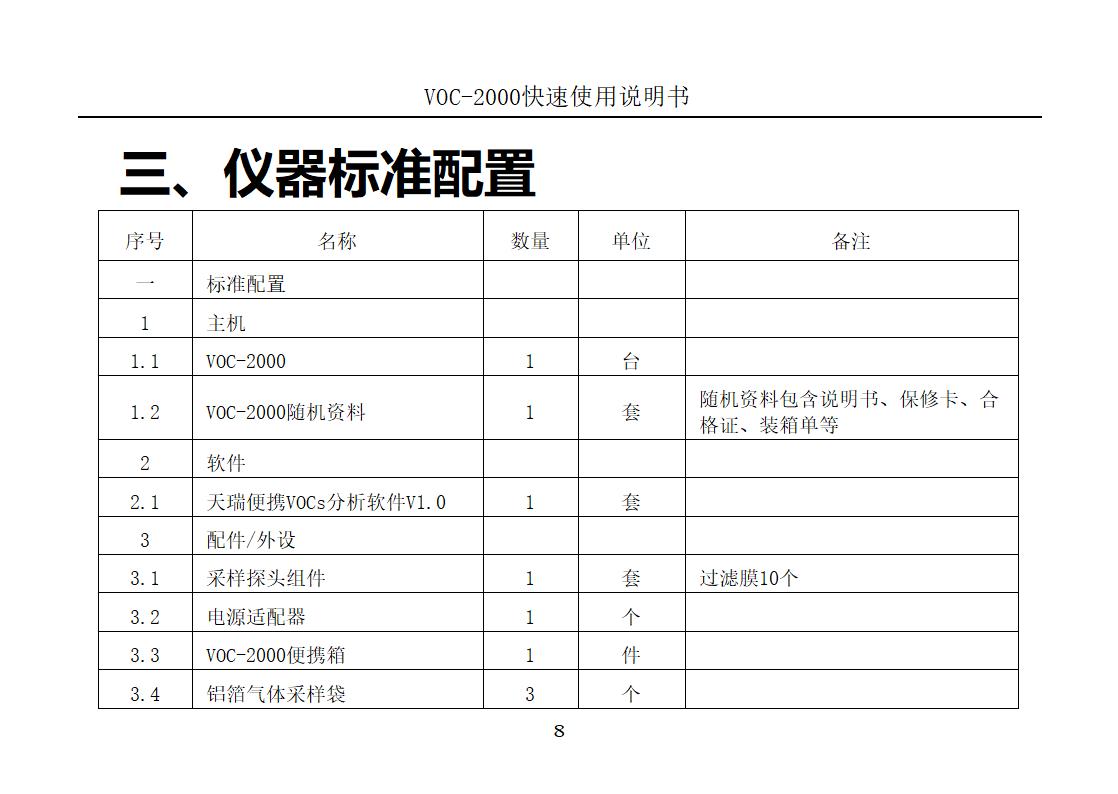 VOC-2000快速使用说明书
三、仪器标准配置
序号 名称 数量 单位 备注
一 标准配置
1 主机
1.1 VOC-2000 1 台
1.2 VOC-2000随机资料 1 套 随机资料包含说明书、保修卡、合
格证、装箱单等
2 软件
2.1 天瑞便携VOCs分析软件V1.0 1 套
3 配件/外设
3.1 采样探头组件 1 套 过滤膜10个
3.2 电源适配器 1 个
3.3 VOC-2000便携箱 1 件
3.4 铝箔气体采样袋 3 个
8